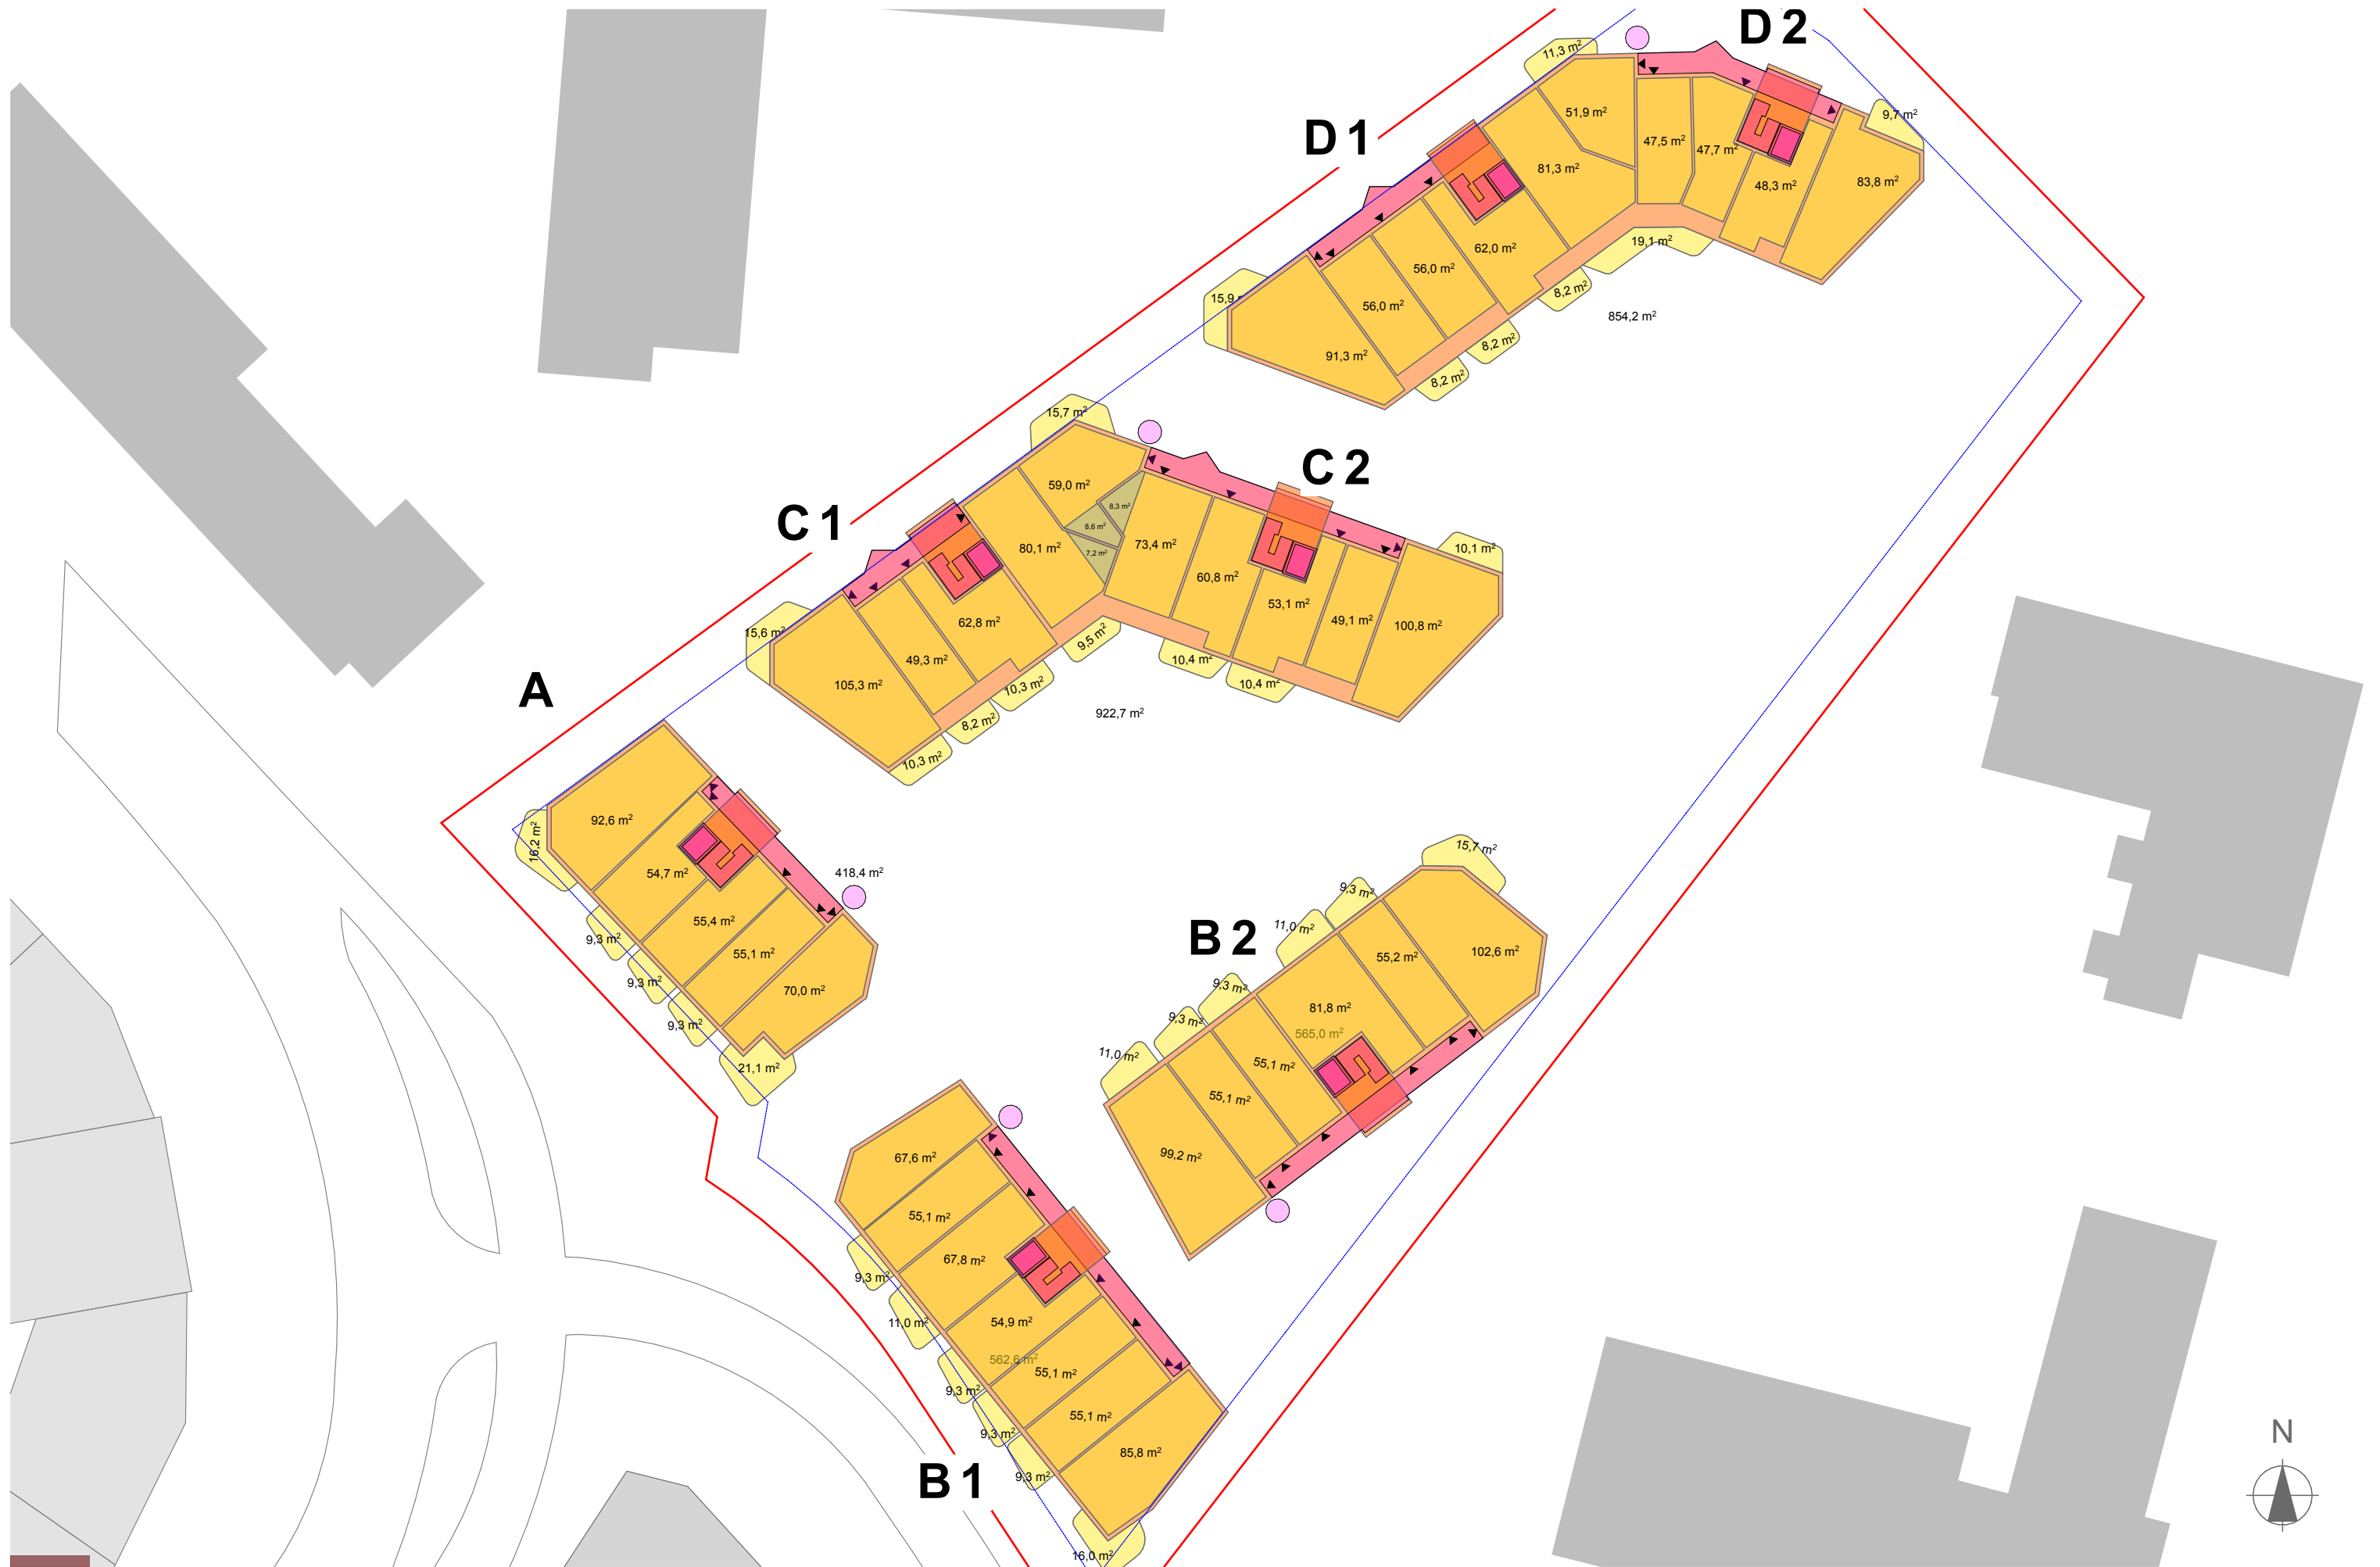 D 2
11,3 m²
51,9 m²
9,7 m²
D 1
47,5 m²
47,7 m²
81,3 m²
48,3 m²
83,8 m²
62,0 m²
19,1 m²
56,0 m²
15,9
8,2 m²
56,0 m²
854,2 m²
8,2 m²
91,3 m²
8,2 m²
15,7 m²
C 2
59,0 m²
8,3 m²
C 1
8,6 m²
73,4 m²
80,1 m²
7,2 m²
10,1 m²
60,8 m²
53,1 m²
62,8 m²
49,1 m²
100,8 m²
15,6 m²
9,5 m²
49,3 m²
10,4 m²
105,3 m²
10,3 m²
10,4 m²
A
922,7 m²
8,2 m²
10,3 m²
92,6 m²
16,2 m²
54,7 m²
418,4 m²
15,7 m²
9,3 m²
55,4 m²
11,0 m²
B 2
9,3 m²
55,1 m²
55,2 m²
102,6 m²
9,3 m²
70,0 m²
9,3 m²
81,8 m²
9,3 m²
9,3 m²
565,0 m²
11,0 m²
55,1 m²
21,1 m²
55,1 m²
67,6 m²
99,2 m²
55,1 m²
67,8 m²
9,3 m²
11,0 m²
54,9 m²
562,6 m²
55,1 m²
9,3 m²
55,1 m²
9,3 m²
85,8 m²
9,3 m²
B 1
16,0 m²
N